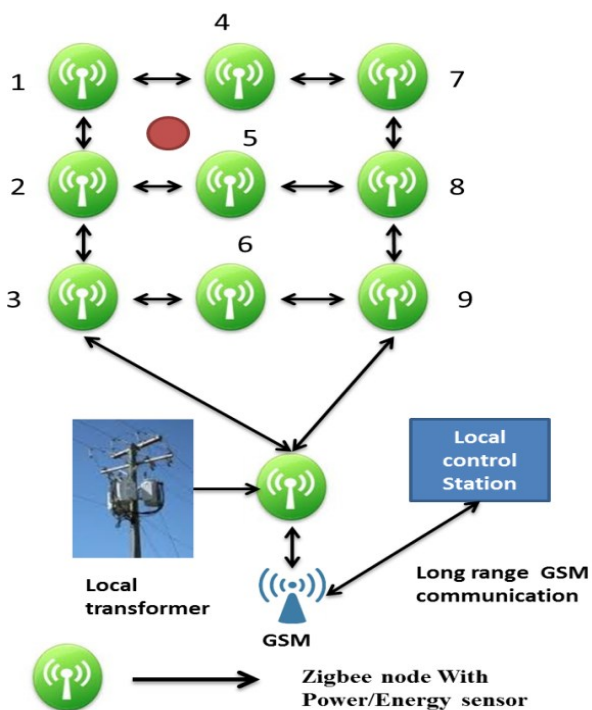 4
1
7
5
2
8
6
3
9
Local
control
Station
Local
transformer
Long range GSM
communication
GSM
Zigbee node With
Power/Energy sensor